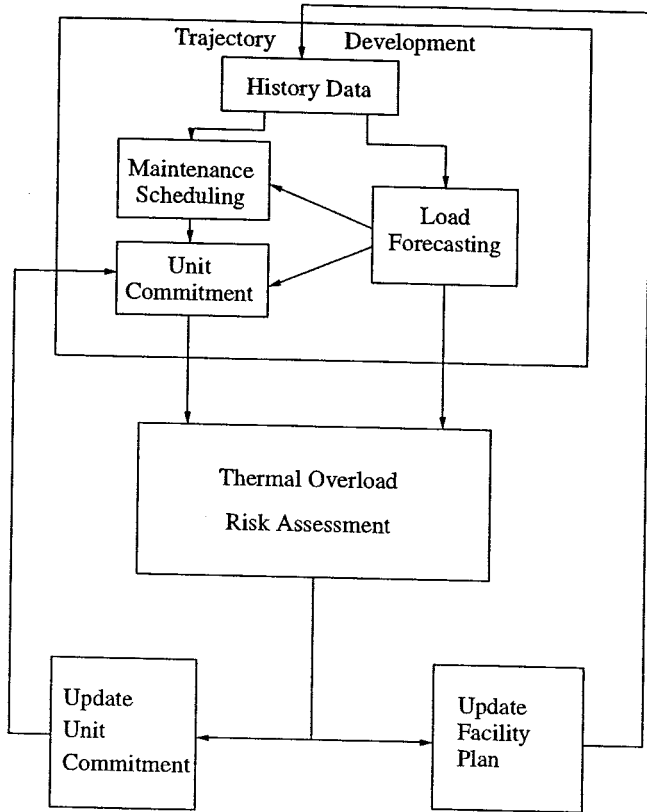 Trajectory Development
History Data
Maintenance
Scheduling
Load
Forecasting
Unit
Commitment
Thermal Overload
Risk Assessment
Update
Unit
Commitment
Update
Facility
Plan